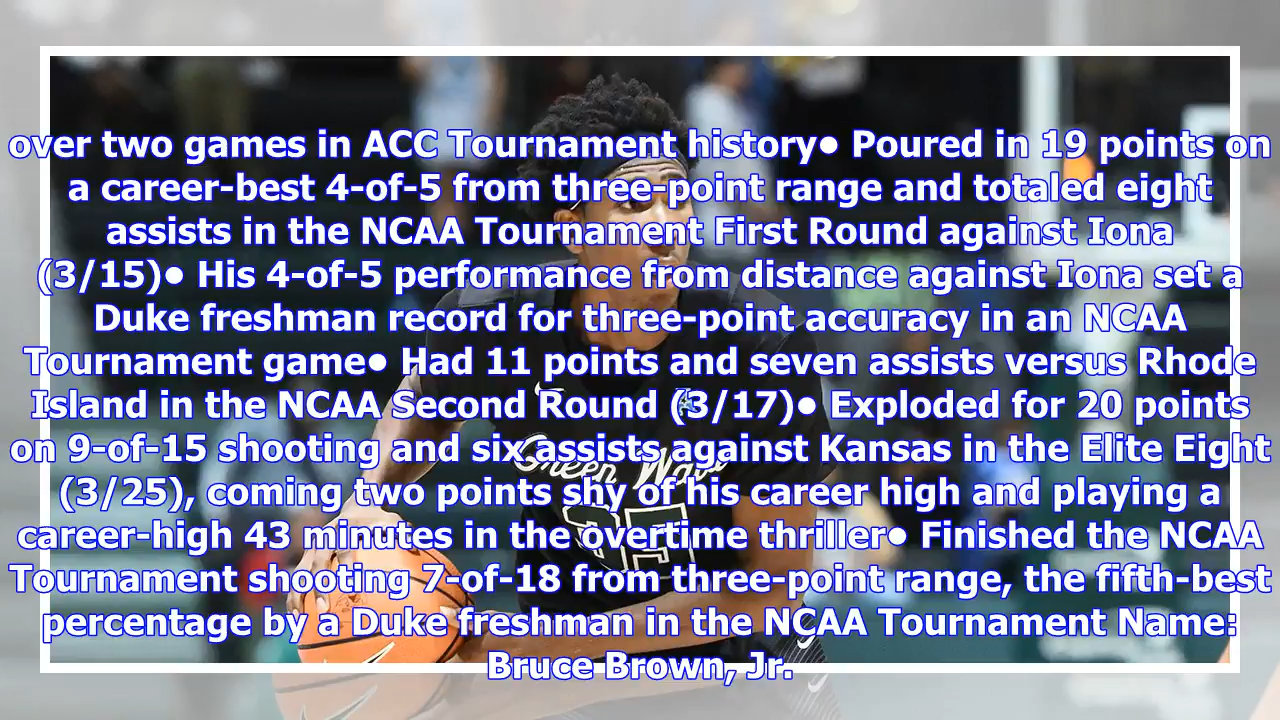 over two games in ACC Tournament history● Poured in 19 points on
a career-best 4-of-5 from three-point range and totaled eight
assists in the NCAA Tournament First Round against Iona
(3/15)● His 4-of-5 performance from distance against Iona set a
Duke freshman record for three-point accuracy in an NCAA
Tournament game● Had 11 points and seven assists versus Rhode
Island in the NCAA Second Round (3/17)● Exploded for 20 points
on 9-of-15 shooting and six assists against Kansas in the Elite Eight
(3/25), coming two points shy of his career high and playing a
career-high 43 minutes in the overtime thriller● Finished the NCAA
Tournament shooting 7-of-18 from three-point range, the fifth-best
percentage by a Duke freshman in the NCAA Tournament Name:
Bruce Brown, Jr.
Green Wave